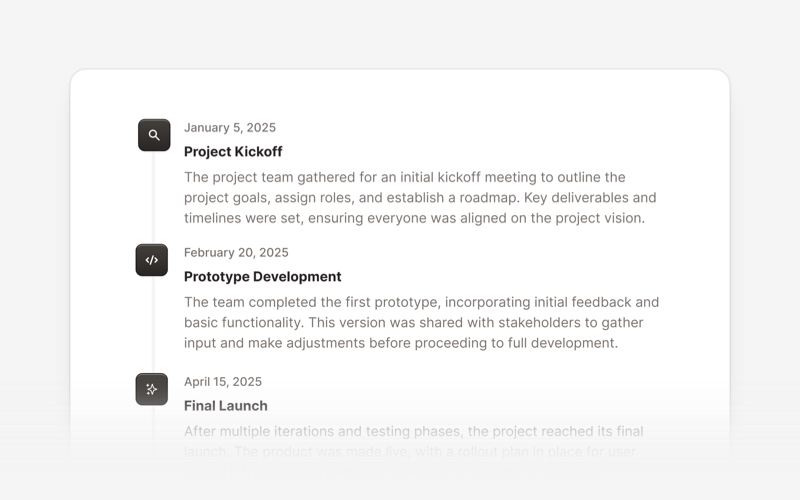 January 5, 2025
Project Kickoff
The project team gathered for an initial kickoff meeting to outline the
project goals, assign roles, and establish a roadmap. Key deliverables and
timelines were set, ensuring everyone was aligned on the project vision.
February 20, 2025
Prototype Development
The team completed the first prototype, incorporating initial feedback and
basic functionality. This version was shared with stakeholders to gather
input and make adjustments before proceeding to full development.
April 15, 2025
Final Launch
After multiple iterations and testing phases, the project reached its final
launch. The product was made live, with a rollout plan in place for user